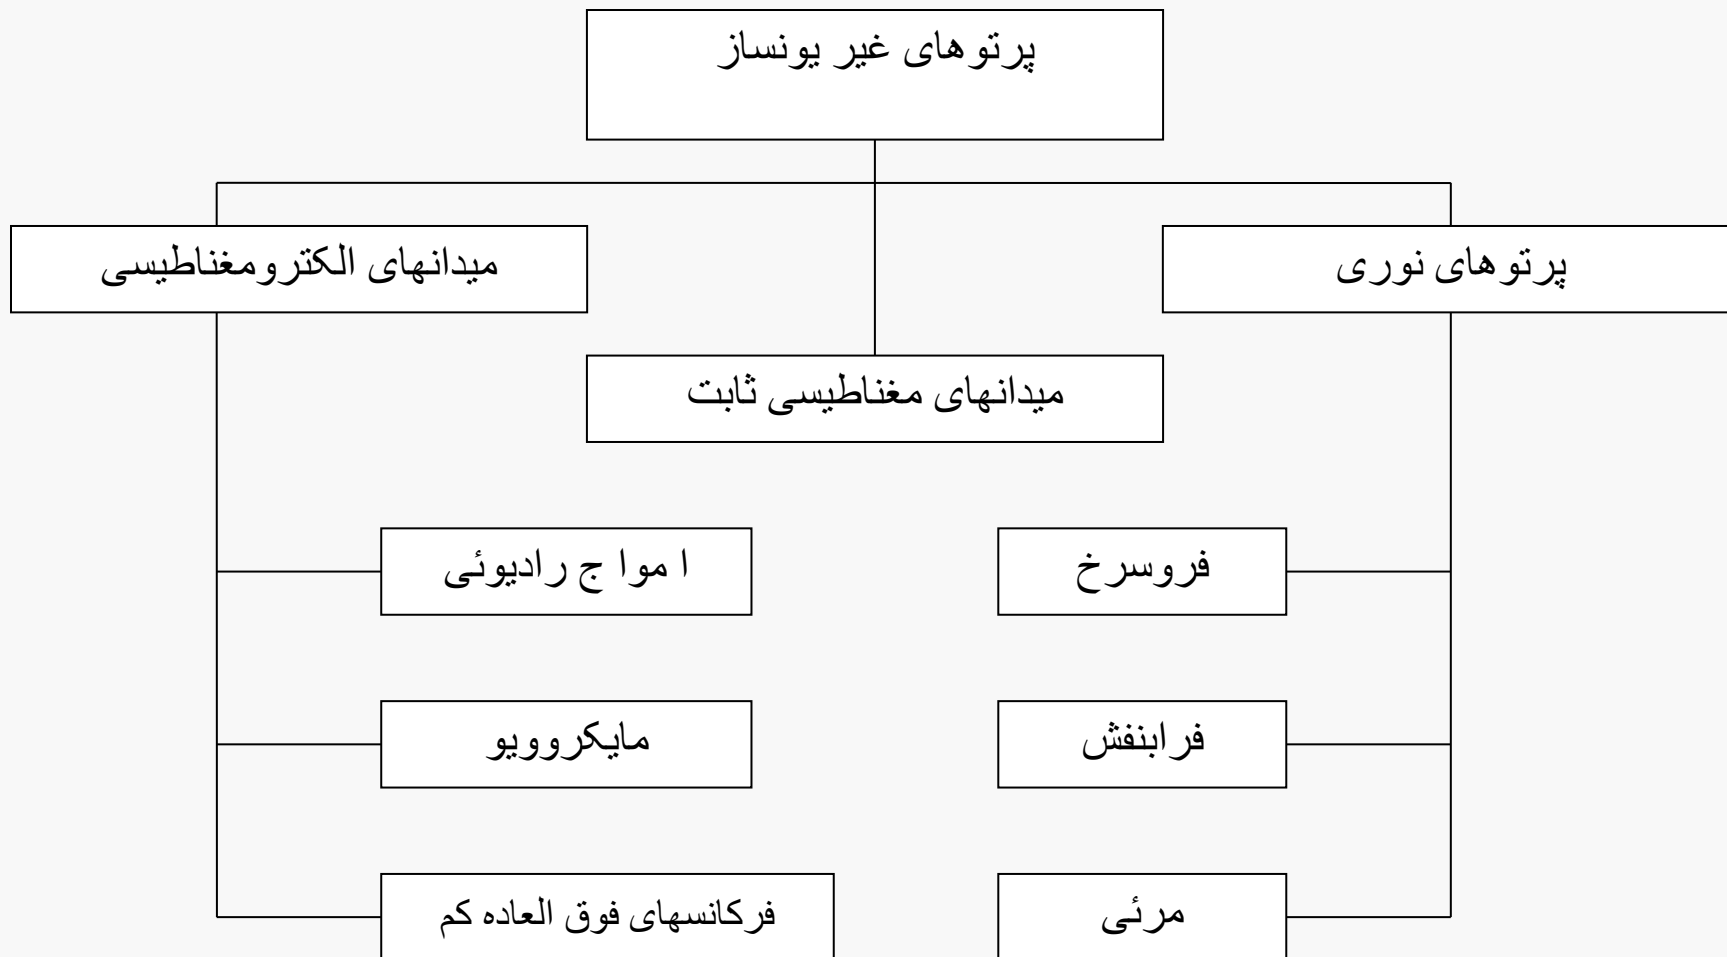 پرتوهای غیر یونساز
پرتوهای نوری
میدانهای الکترومغناطیسی
میدانهای مغناطیسی ثابت
فروسرخ
ا موا ج رادیوئی
فرابنفش
مایکروویو
مرئی
فرکانسهای فوق العاده کم